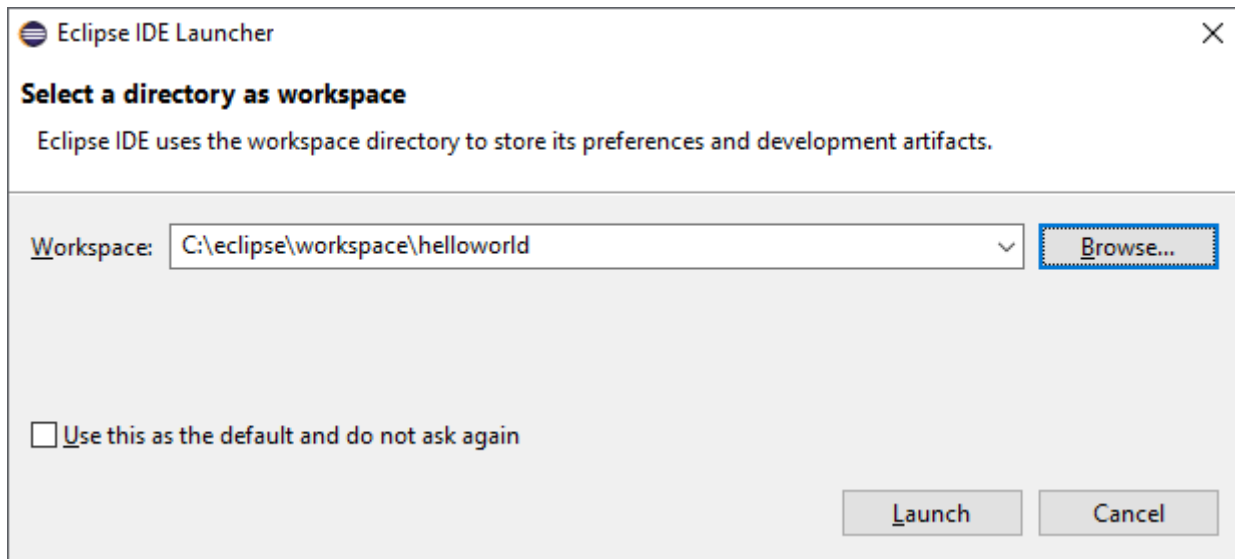 Eclipse IDE Launcher
Select a directory as workspace
Eclipse IDE uses the workspace directory to store its preferences and development artifacts.
Workspace: C:\eclipse\workspace\helloworld Browse...
Use this as the default and do not ask again
Launch Cancel